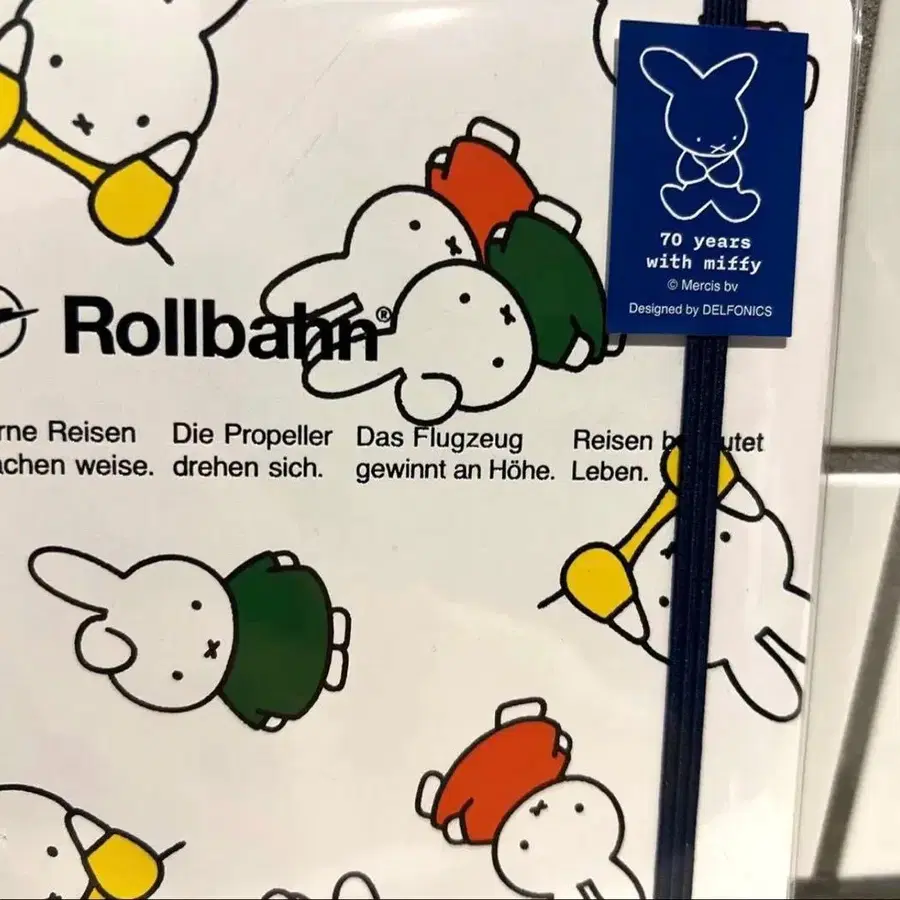 70 years
with miffy
© Mercis bv
Designed by DELFONICS
Rollbahn®
rne Reisen
achen weise.
Die Propeller
drehen sich.
Das Flugzeug
gewinnt an Höhe.
Reisen b utet
Leben.